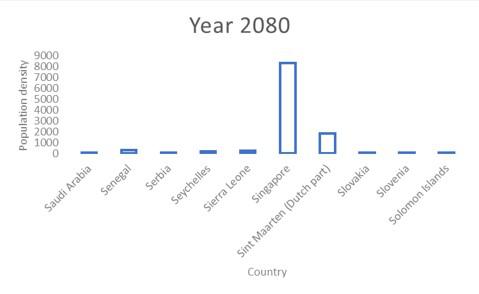 Year 2080
Population density
9000
8000
7000
6000
5000
4000
3000
2000
1000
0
Saudi Arabia
Senegal
Serbia
Seychelles
Sierra Leone
Singapore
Sint Maarten (Dutch part)
Slovakia
Slovenia
Solomon Islands
Country